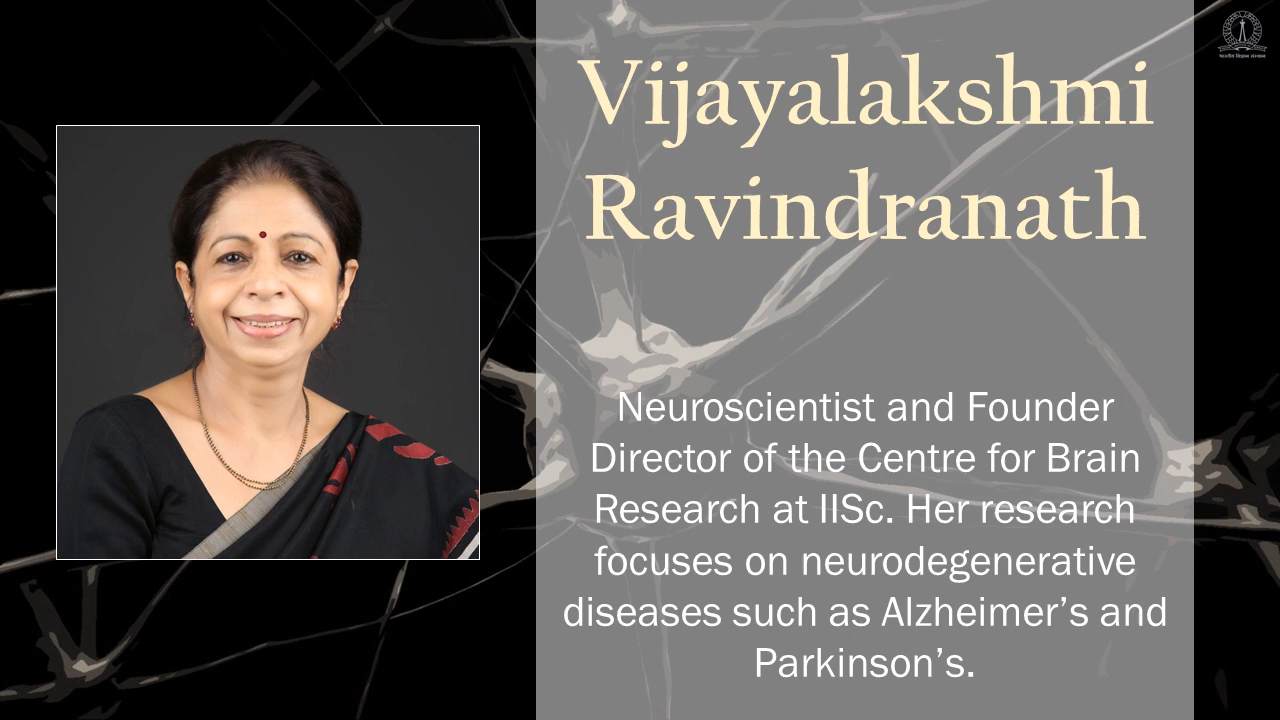 Vijayalakshmi
Ravindranath
Neuroscientist and Founder
Director of the Centre for Brain
Research at IISc. Her research
focuses on neurodegenerative
diseases such as Alzheimer’s and
Parkinson’s.